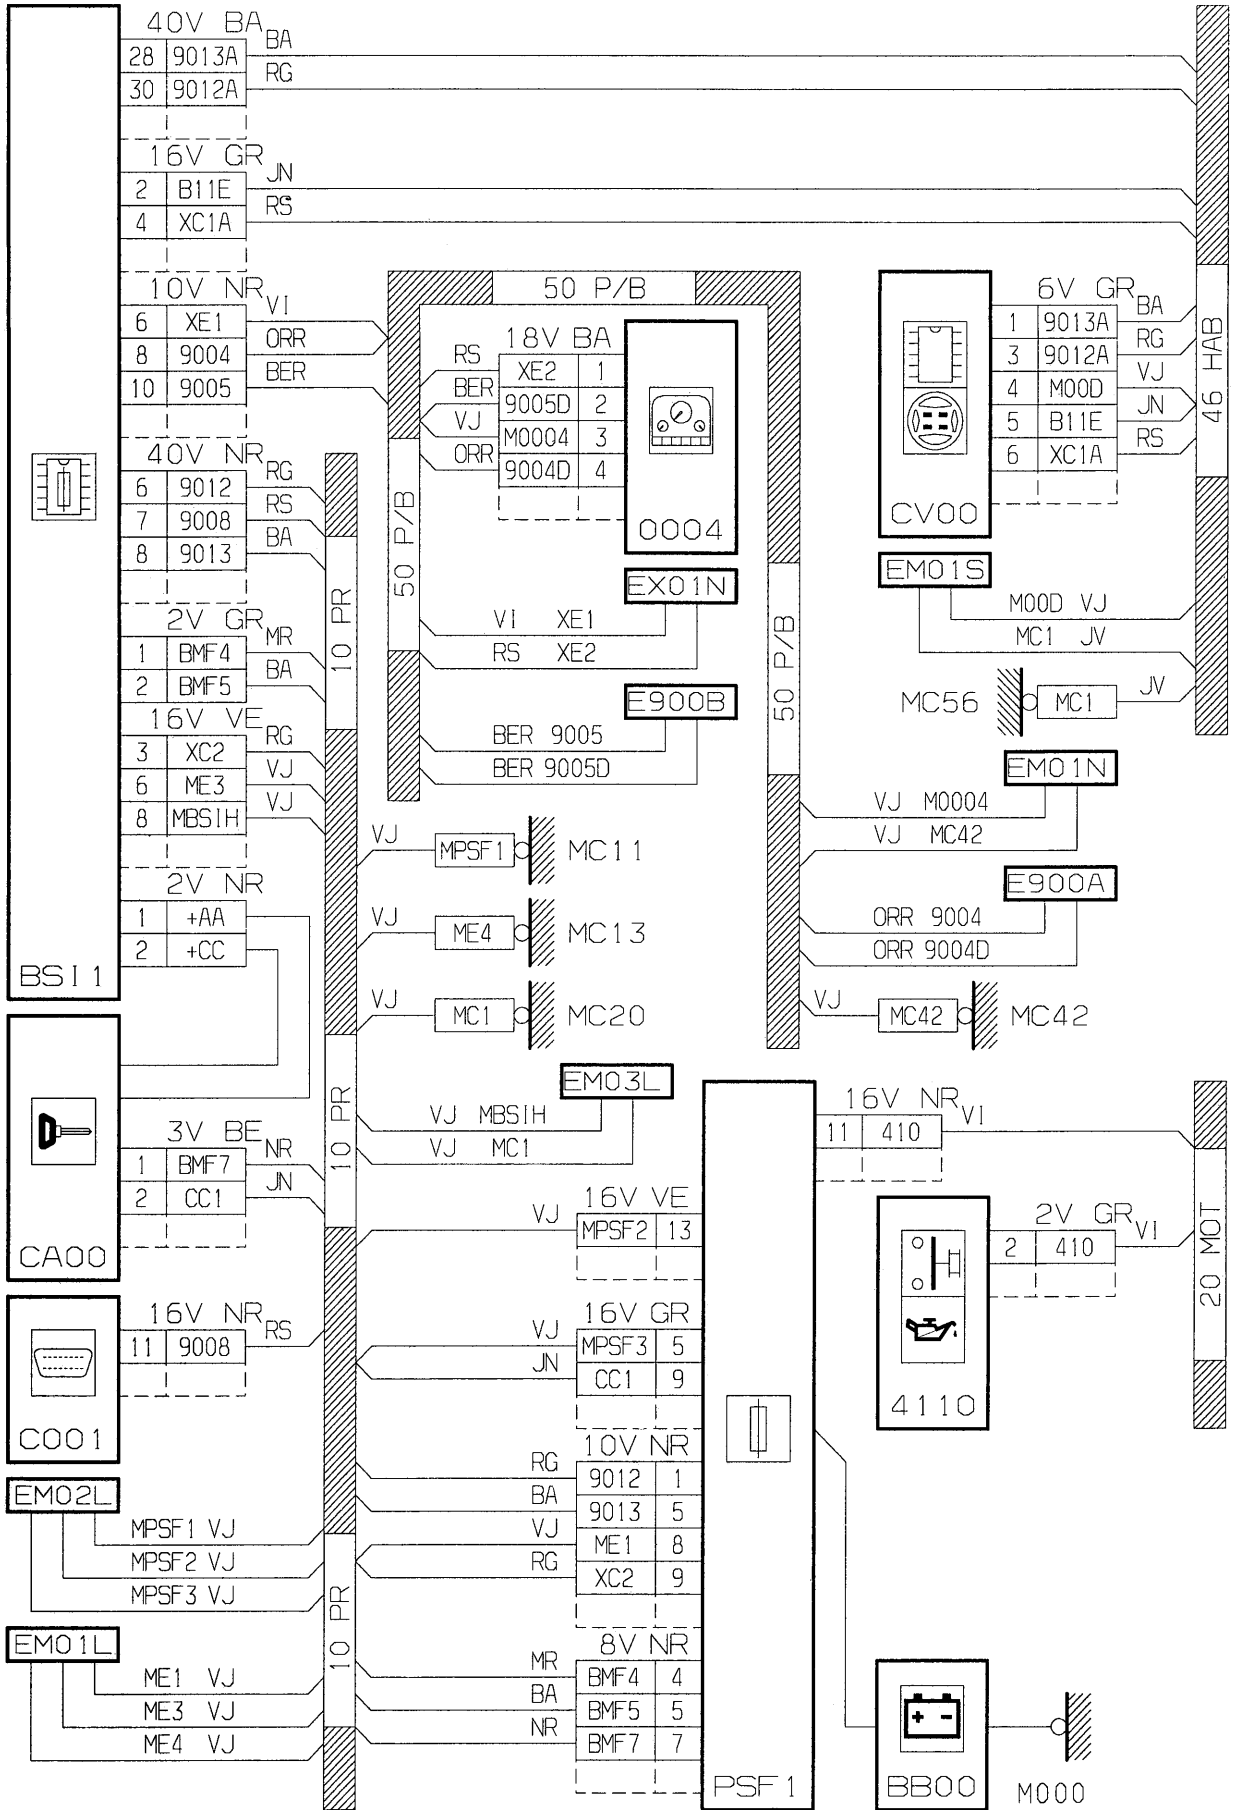 40V BA
28 9013A BA
30 9012A RG
16V GR
2 B11E JN
4 XC1A RS
10V NR
6 XE1 VI
8 9004 ORR
10 9005 BER
40V NR
6 9012 RG
7 9008 RS
8 9013 BA
2V GR
1 BMF4 MR
2 BMF5 BA
16V VE
3 XC2 RG
6 ME3 VJ
8 MBSIH VJ
2V NR
1 +AA
2 +CC
BSI1
3V BE
1 BMF7 NR
2 CC1 JN
CA00
16V NR
11 9008 RS
C001
EM02L
MPSF1 VJ
MPSF2 VJ
MPSF3 VJ
EM01L
ME1 VJ
ME3 VJ
ME4 VJ
10 PR
10 PR
10 PR
50 P/B
50 P/B
50 P/B
18V BA
RS XE2 1
BER 9005D 2
VJ M0004 3
ORR 9004D 4
0004
EX01N
VI XE1
RS XE2
E900B
BER 9005
BER 9005D
VJ MPSF1 MC11
VJ ME4 MC13
VJ MC1 MC20
EM03L
VJ MBSIH
VJ MC1
16V VE
VJ MPSF2 13
16V GR
VJ MPSF3 5
JN CC1 9
10V NR
RG 9012 1
BA 9013 5
VJ ME1 8
RG XC2 9
8V NR
MR BMF4 4
BA BMF5 5
NR BMF7 7
PSF1
6V GR
1 9013A BA
3 9012A RG
4 M00D VJ
5 B11E JN
6 XC1A RS
CV00
46 HAB
EM01S
M00D VJ
MC1 JV
MC56 MC1 JV
EM01N
VJ M0004
VJ MC42
E900A
ORR 9004
ORR 9004D
VJ MC42 MC42
16V NR
11 410 VI
2V GR
2 410 VI
4110
20 MOT
+ -
BB00
M000